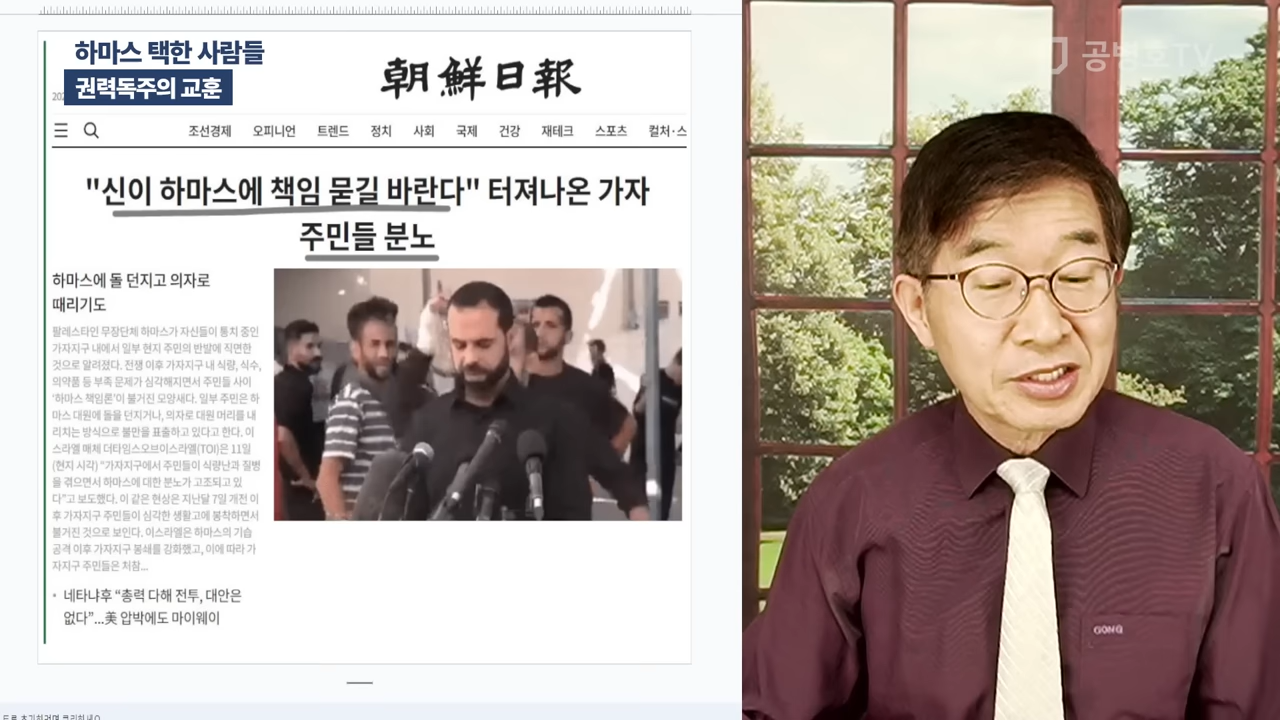 하마스 택한 사람들
권력독주의 교훈
공병호TV
朝鮮日報
조선경제 오피니언 트렌드 정치 사회 국제 건강 재테크 스포츠 컬처·스
"신이 하마스에 책임 묻길 바란다" 터져나온 가자
주민들 분노
하마스에 돌 던지고 의자로
때리기도
팔레스타인 무장단체 하마스가 자신들이 통치 중인
가자지구 내에서 일부 현지 주민의 반발에 직면한
것으로 알려졌다. 전쟁 이후 가자지구 내 식량, 식수,
의약품 등 부족 문제가 심각해지면서 주민들 사이
'하마스 책임론'이 불거진 모양새다. 일부 주민은 하
마스 대원에 돌을 던지거나, 의자로 대원 머리를 내
리치는 방식으로 불만을 표출하고 있다고 한다. 이
스라엘 매체 더타임스오브이스라엘(TOI)은 11일
(현지 시각) "가자지구에서 주민들이 식량난과 질병
을 겪으면서 하마스에 대한 분노가 고조되고 있
다"고 보도했다. 이 같은 현상은 지난달 7일 개전 이
후 가자지구 주민들이 심각한 생활고에 봉착하면서
불거진 것으로 보인다. 이스라엘은 하마스의 기습
공격 이후 가자지구 봉쇄를 강화했고, 이에 따라 가
자지구 주민들은 처참...
• 네타냐후 "총력 다해 전투, 대안은
없다"...美 압박에도 마이웨이
GONG